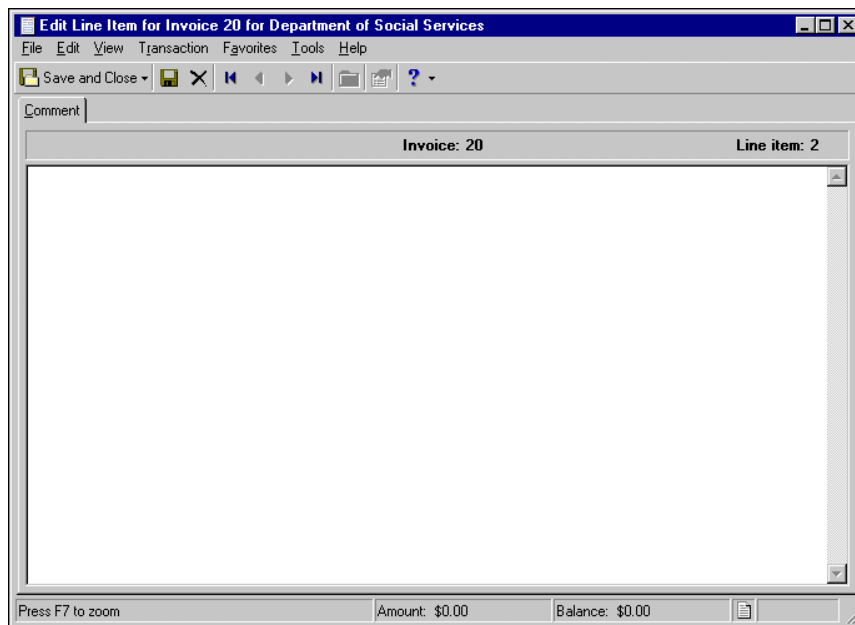 Edit Line Item for Invoice 20 for Department of Social Services
File Edit View Transaction Favorites Tools Help
Save and Close ?
Comment
Invoice: 20 Line item: 2
Press F7 to zoom Amount: $0.00 Balance: $0.00